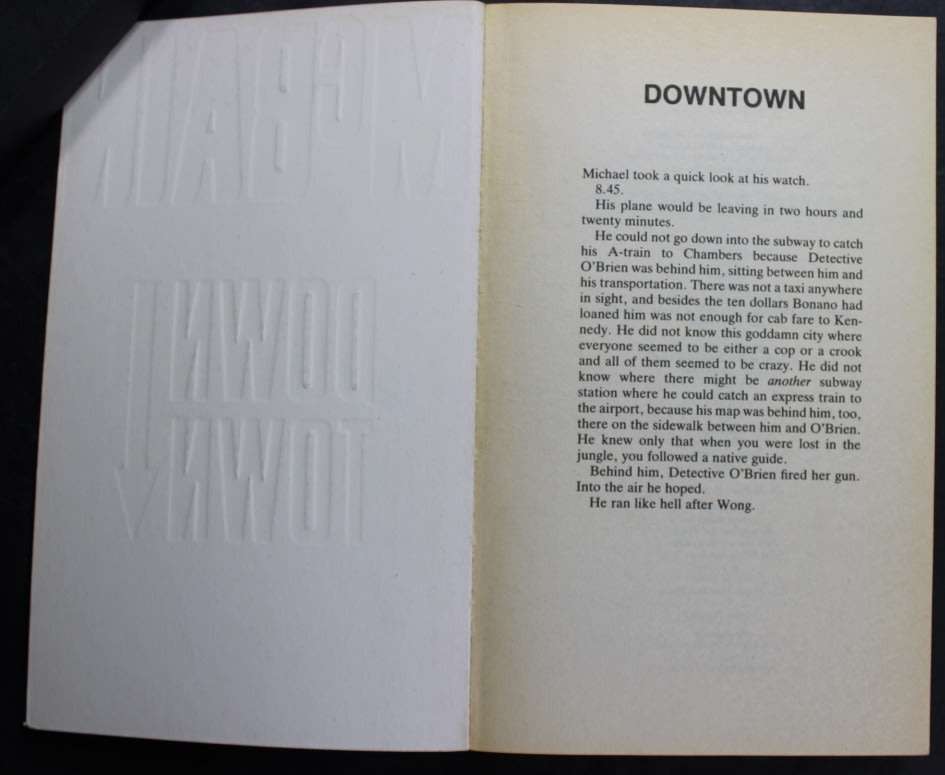 McBAIN
DOWN
TOWN
DOWNTOWN
Michael took a quick look at his watch.
8.45.
His plane would be leaving in two hours and
twenty minutes.
He could not go down into the subway to catch
his A-train to Chambers because Detective
O'Brien was behind him, sitting between him and
his transportation. There was not a taxi anywhere
in sight, and besides the ten dollars Bonano had
loaned him was not enough for cab fare to Ken-
nedy. He did not know this goddamn city where
everyone seemed to be either a cop or a crook
and all of them seemed to be crazy. He did not
know where there might be another subway
station where he could catch an express train to
the airport, because his map was behind him, too,
there on the sidewalk between him and O'Brien.
He knew only that when you were lost in the
jungle, you followed a native guide.
Behind him, Detective O'Brien fired her gun.
Into the air he hoped.
He ran like hell after Wong.